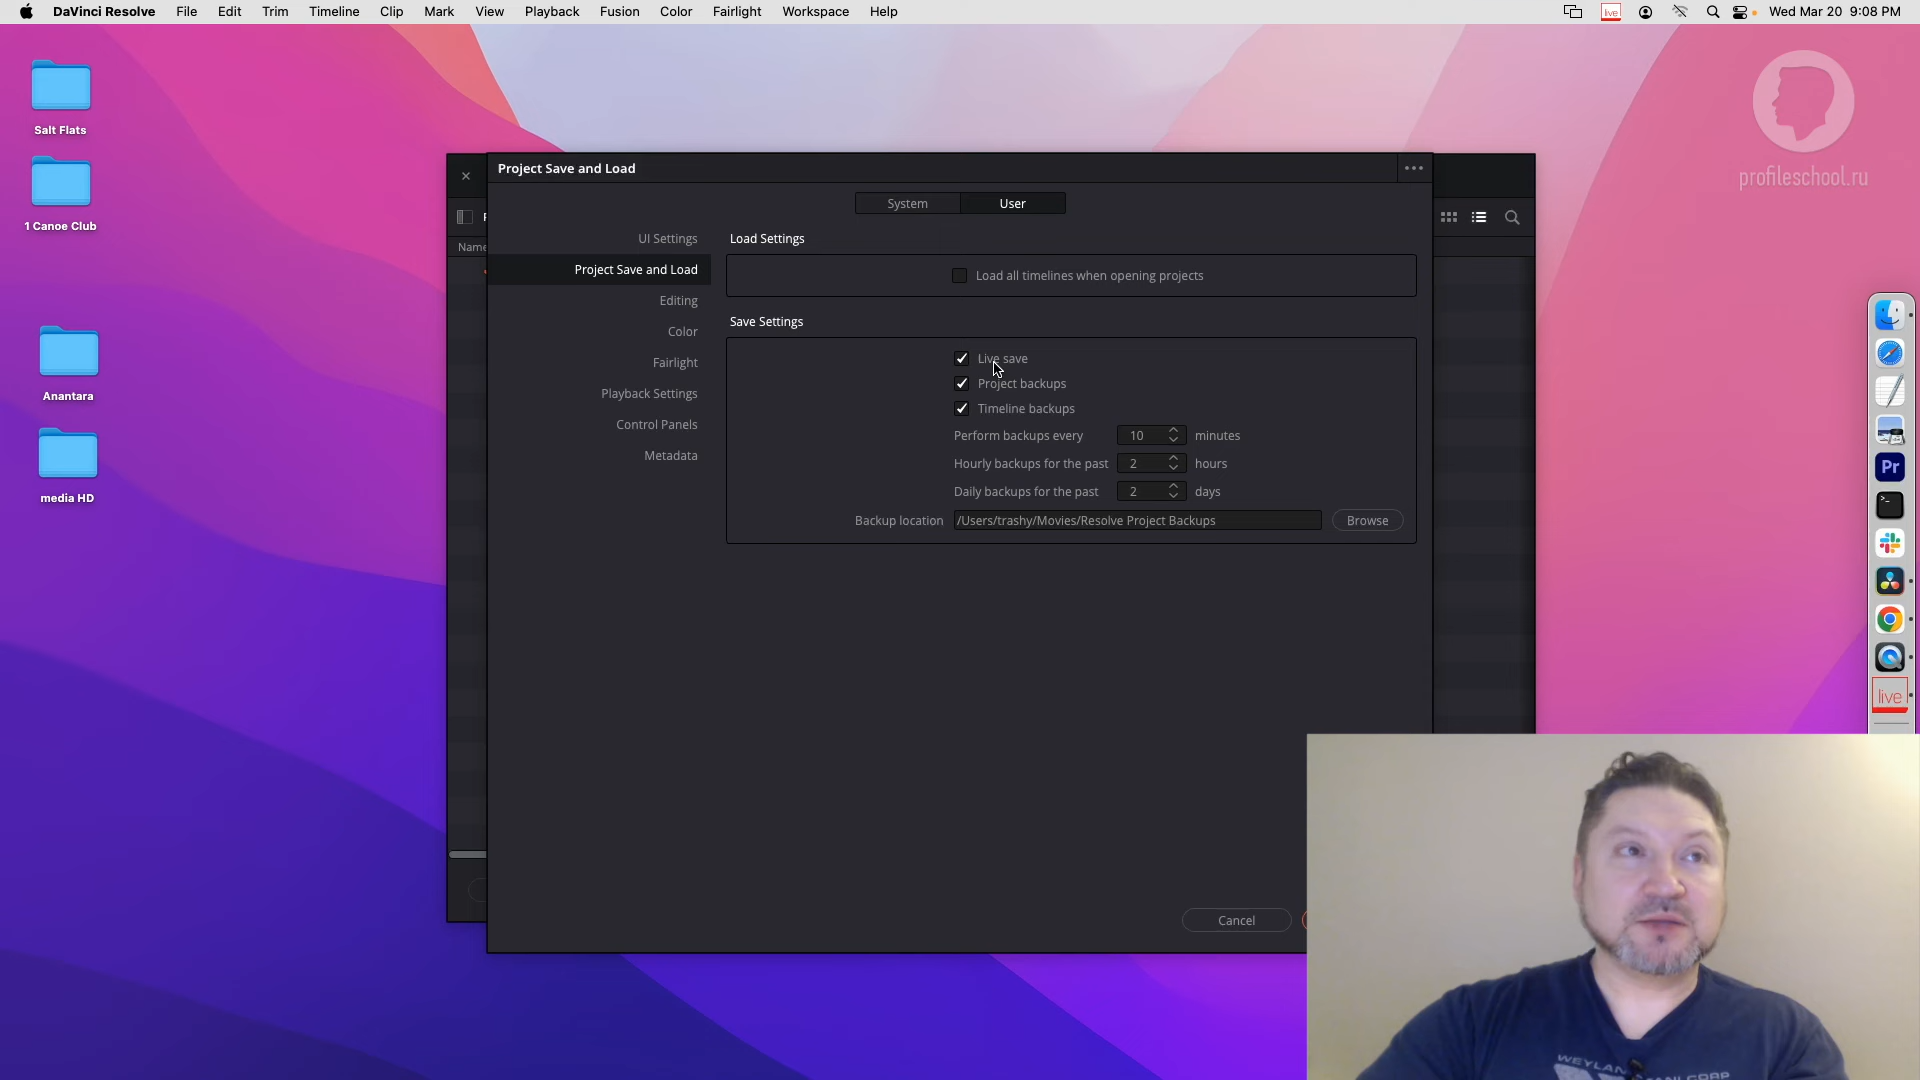 DaVinci Resolve File Edit Trim Timeline Clip Mark View Playback Fusion Color Fairlight Workspace Help live Wed Mar 20 9:08 PM
Salt Flats
1 Canoe Club
Anantara
media HD
profileschool.ru
Project Save and Load
System User
Name
UI Settings
Project Save and Load
Editing
Color
Fairlight
Playback Settings
Control Panels
Metadata
Load Settings
Load all timelines when opening projects
Save Settings
Live save
Project backups
Timeline backups
Perform backups every 10 minutes
Hourly backups for the past 2 hours
Daily backups for the past 2 days
Backup location /Users/trashy/Movies/Resolve Project Backups Browse
Cancel
Pr
live